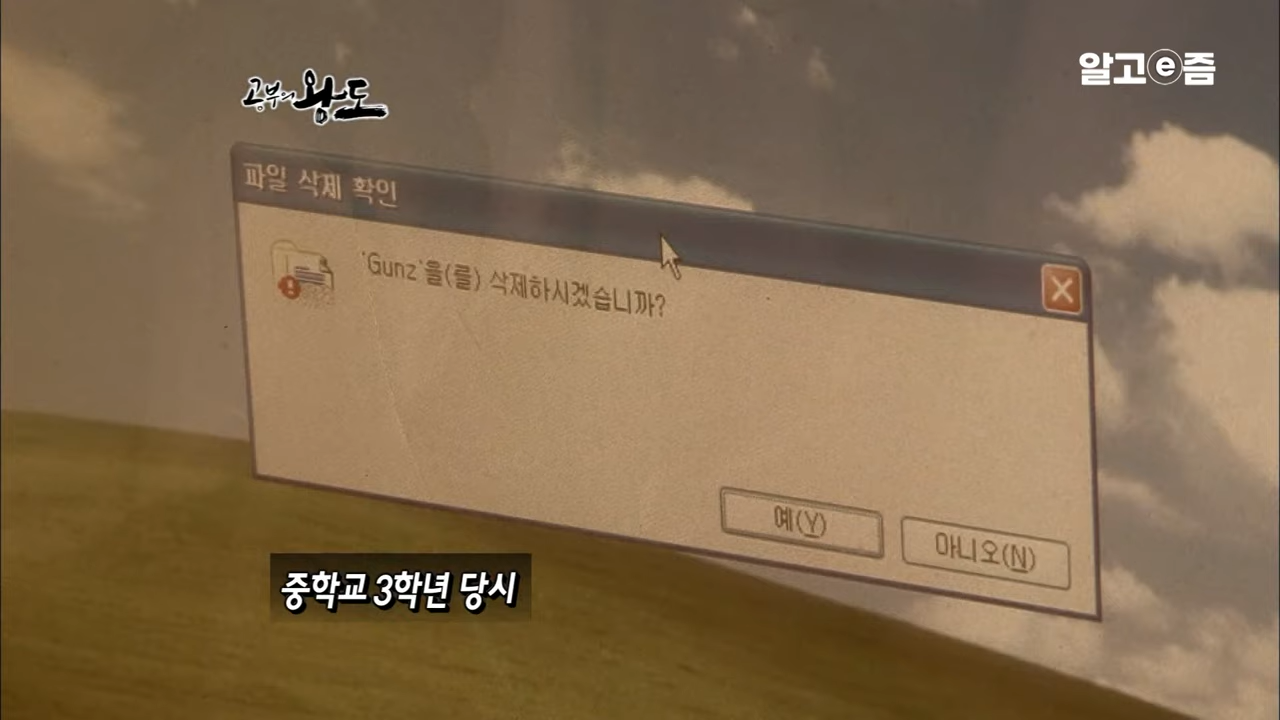 공부의 왕도
알고e즘
파일 삭제 확인
'Gunz'을(를) 삭제하시겠습니까?
예(Y)
아니오(N)
중학교 3학년 당시